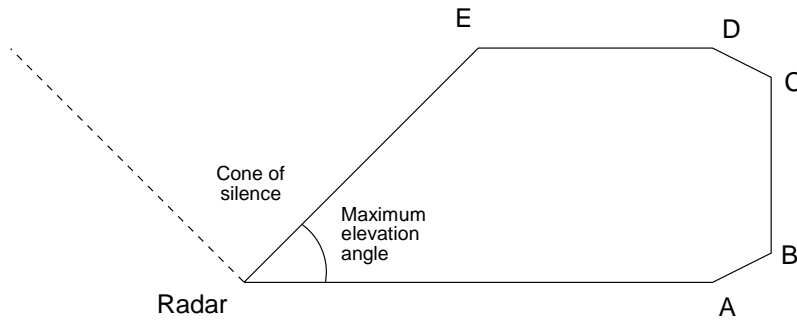 E
D
C
Cone of
silence
Maximum
elevation
angle
B
Radar
A